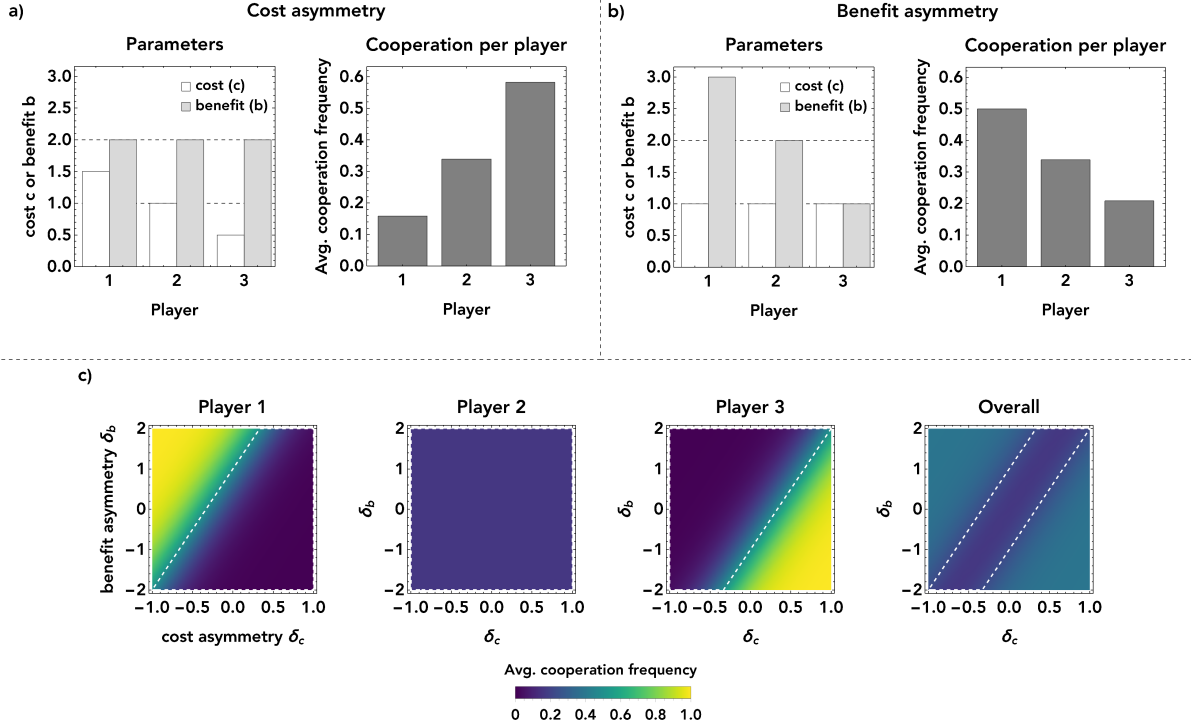 a)
Cost asymmetry
Parameters
cost c or benefit b
3.0
2.5
2.0
1.5
1.0
0.5
0.0
cost (c)
benefit (b)
1 2 3
Player
Cooperation per player
Avg. cooperation frequency
0.6
0.5
0.4
0.3
0.2
0.1
0.0
1 2 3
Player
b)
Benefit asymmetry
Parameters
cost c or benefit b
3.0
2.5
2.0
1.5
1.0
0.5
0.0
cost (c)
benefit (b)
1 2 3
Player
Cooperation per player
Avg. cooperation frequency
0.6
0.5
0.4
0.3
0.2
0.1
0.0
1 2 3
Player
c)
Player 1
benefit asymmetry δb
2
1
0
−1
−2
−1.0 −0.5 0.0 0.5 1.0
cost asymmetry δc
Player 2
δb
2
1
0
−1
−2
−1.0 −0.5 0.0 0.5 1.0
δc
Player 3
δb
2
1
0
−1
−2
−1.0 −0.5 0.0 0.5 1.0
δc
Overall
δb
2
1
0
−1
−2
−1.0 −0.5 0.0 0.5 1.0
δc
Avg. cooperation frequency
0 0.2 0.4 0.6 0.8 1.0